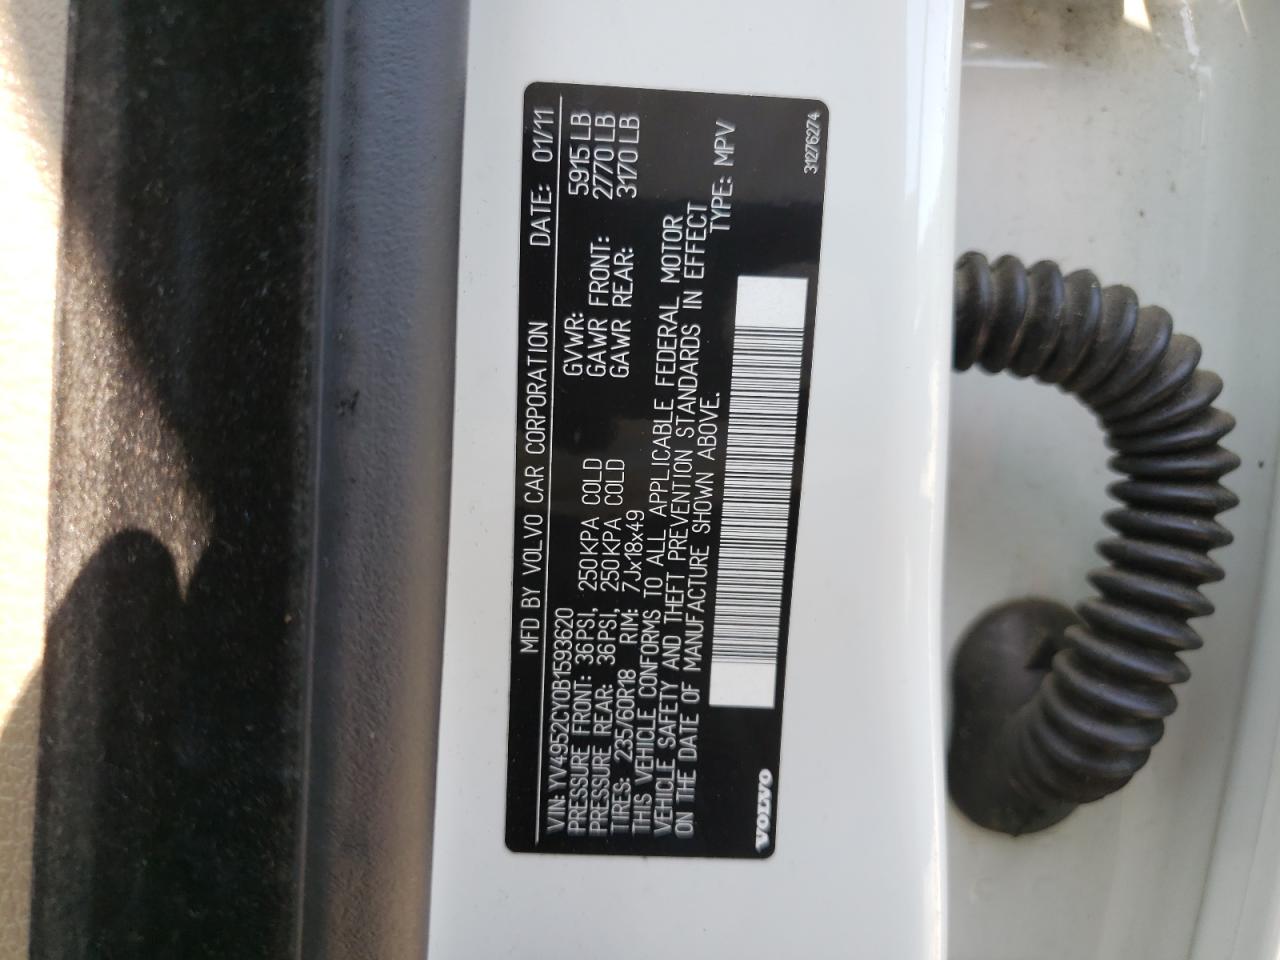 MFD BY VOLVO CAR CORPORATION DATE: 01/11
VIN: YV4952CY0B1593620 GVWR: 5915 LB
PRESSURE FRONT: 36PSI, 250KPA COLD GAWR FRONT: 2770 LB
PRESSURE REAR: 36PSI, 250KPA COLD GAWR REAR: 3170 LB
TIRES: 235/60R18 RIM: 7Jx18x49
THIS VEHICLE CONFORMS TO ALL APPLICABLE FEDERAL MOTOR
VEHICLE SAFETY AND THEFT PREVENTION STANDARDS IN EFFECT
ON THE DATE OF MANUFACTURE SHOWN ABOVE. TYPE: MPV
VOLVO 31276274